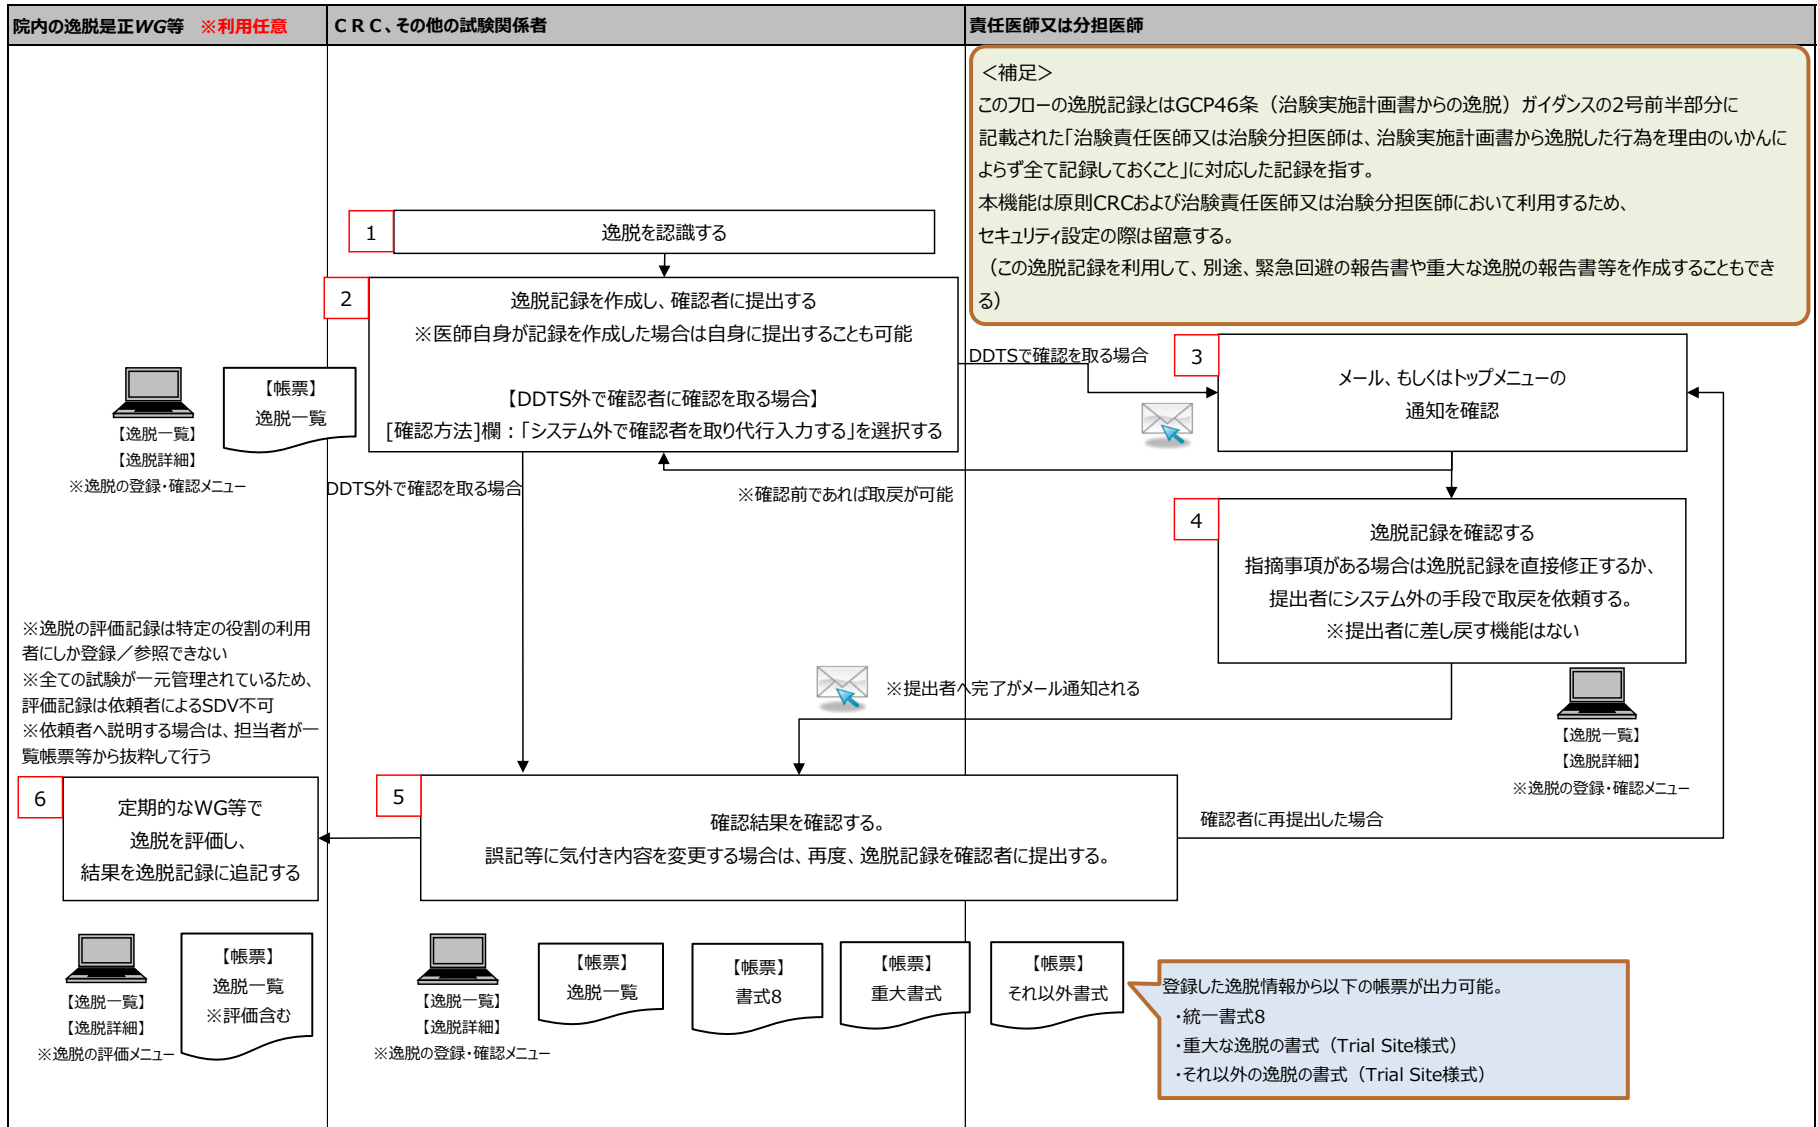 院内の逸脱是正WG等　※利用任意
ＣＲＣ、その他の試験関係者
責任医師又は分担医師
＜補足＞
このフローの逸脱記録とはGCP46条（治験実施計画書からの逸脱）ガイダンスの2号前半部分に
記載された「治験責任医師又は治験分担医師は、治験実施計画書から逸脱した行為を理由のいかんに
よらず全て記録しておくこと」に対応した記録を指す。
本機能は原則CRCおよび治験責任医師又は治験分担医師において利用するため、
セキュリティ設定の際は留意する。
（この逸脱記録を利用して、別途、緊急回避の報告書や重大な逸脱の報告書等を作成することもでき
る）
1
逸脱を認識する
2
逸脱記録を作成し、確認者に提出する
※医師自身が記録を作成した場合は自身に提出することも可能
【DDTS外で確認者に確認を取る場合】
[確認方法]欄：「システム外で確認者を取り代行入力する」を選択する
【帳票】
逸脱一覧
【逸脱一覧】
【逸脱詳細】
※逸脱の登録・確認メニュー
DDTSで確認を取る場合
3
メール、もしくはトップメニューの
通知を確認
DDTS外で確認を取る場合
※確認前であれば取戻が可能
4
逸脱記録を確認する
指摘事項がある場合は逸脱記録を直接修正するか、
提出者にシステム外の手段で取戻を依頼する。
※提出者に差し戻す機能はない
※提出者へ完了がメール通知される
【逸脱一覧】
【逸脱詳細】
※逸脱の登録・確認メニュー
※逸脱の評価記録は特定の役割の利用
者にしか登録／参照できない
※全ての試験が一元管理されているため、
評価記録は依頼者によるSDV不可
※依頼者へ説明する場合は、担当者が一
覧帳票等から抜粋して行う
5
確認結果を確認する。
誤記等に気付き内容を変更する場合は、再度、逸脱記録を確認者に提出する。
確認者に再提出した場合
6
定期的なWG等で
逸脱を評価し、
結果を逸脱記録に追記する
【逸脱一覧】
【逸脱詳細】
※逸脱の評価メニュー
【帳票】
逸脱一覧
※評価含む
【逸脱一覧】
【逸脱詳細】
※逸脱の登録・確認メニュー
【帳票】
逸脱一覧
【帳票】
書式8
【帳票】
重大書式
【帳票】
それ以外書式
登録した逸脱情報から以下の帳票が出力可能。
・統一書式8
・重大な逸脱の書式（Trial Site様式）
・それ以外の逸脱の書式（Trial Site様式）